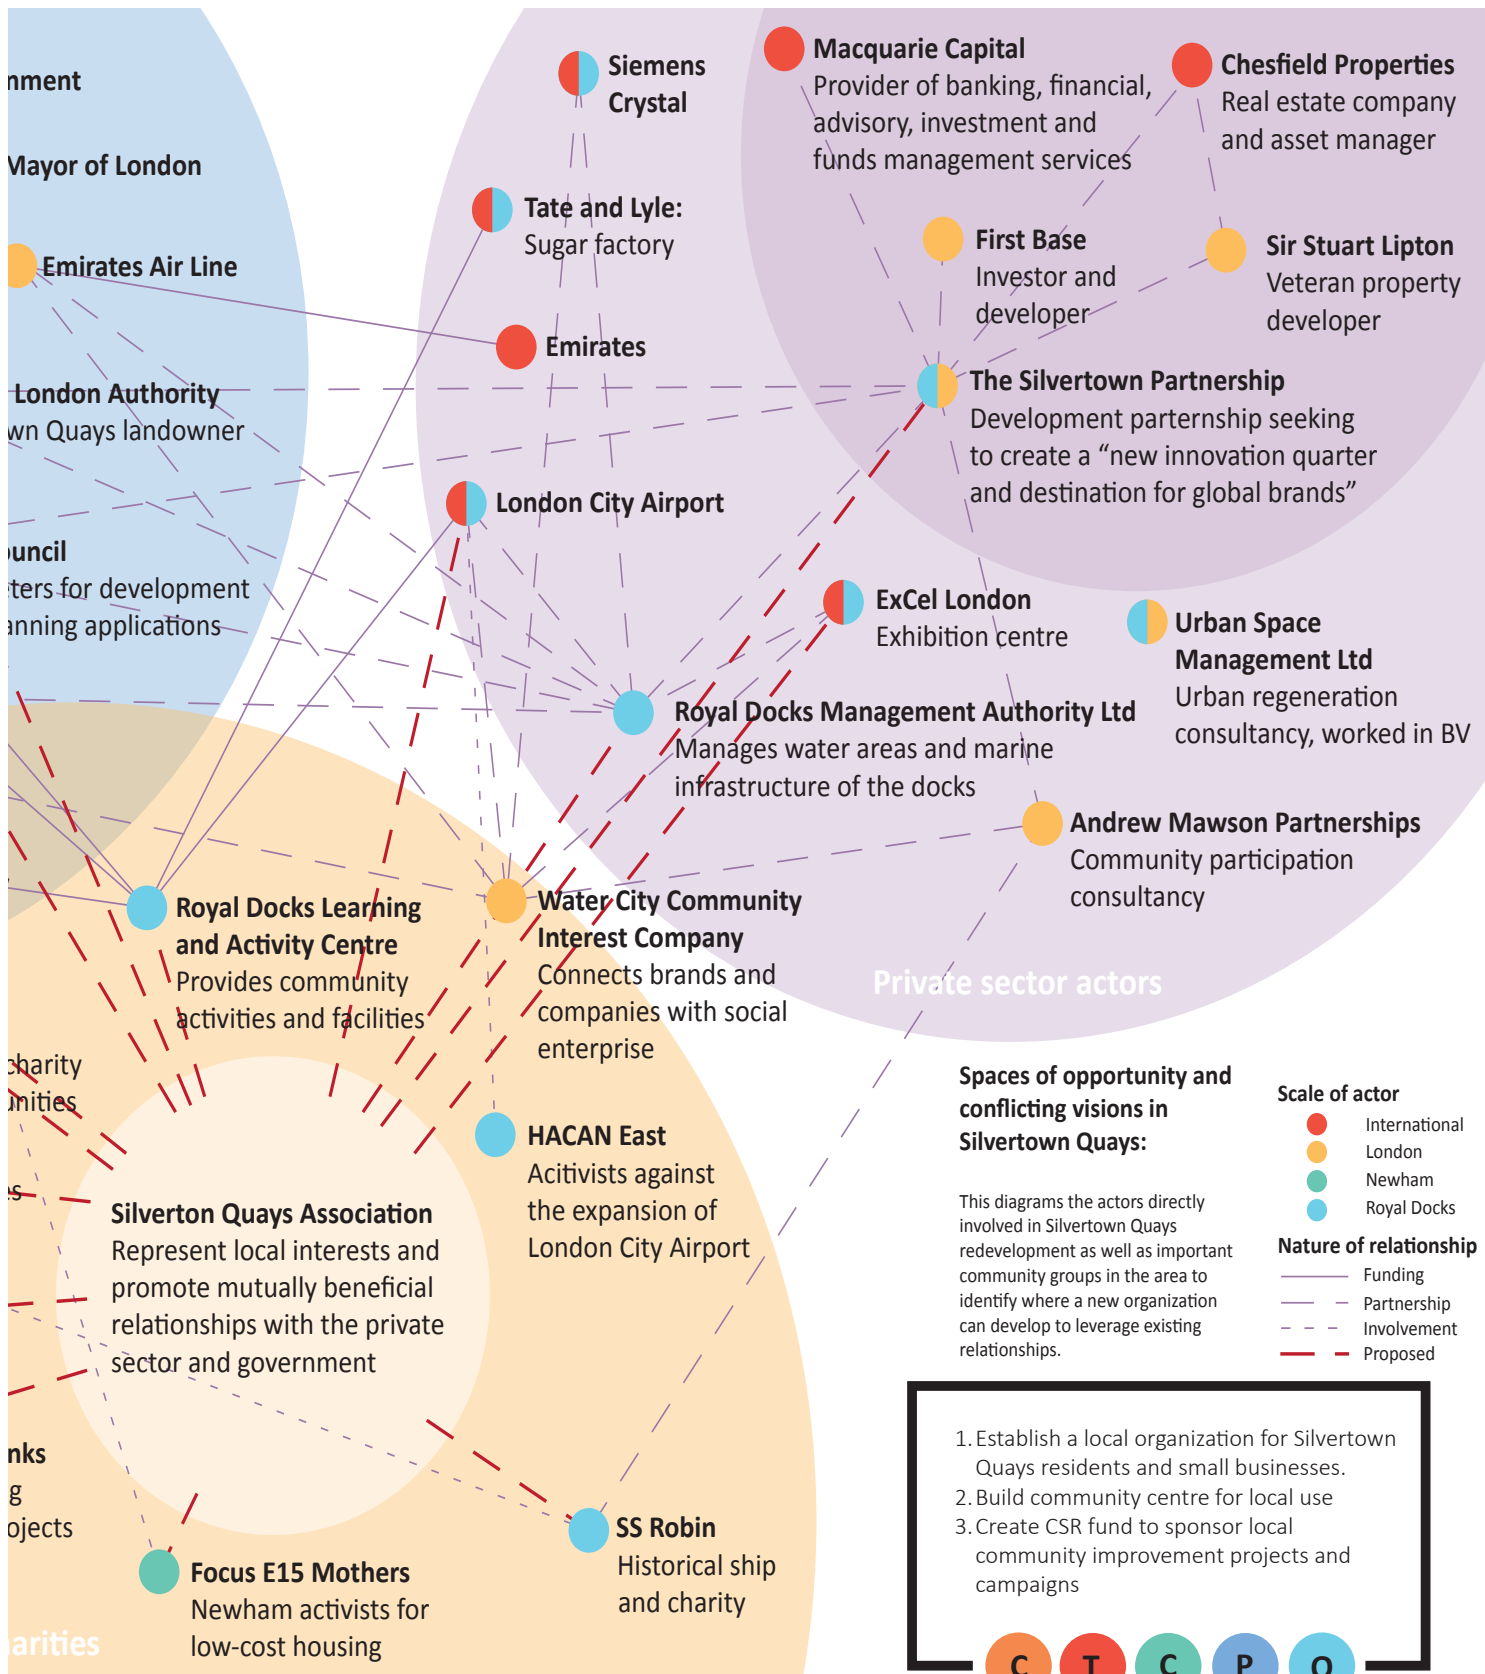 nment
Mayor of London
Emirates Air Line
London Authority
wn Quays landowner
uncil
eters for development
anning applications
Siemens
Crystal
Tate and Lyle:
Sugar factory
Emirates
London City Airport
Macquarie Capital
Provider of banking, financial,
advisory, investment and
funds management services
Chesfield Properties
Real estate company
and asset manager
First Base
Investor and
developer
Sir Stuart Lipton
Veteran property
developer
The Silvertown Partnership
Development parternship seeking
to create a “new innovation quarter
and destination for global brands”
ExCel London
Exhibition centre
Urban Space
Management Ltd
Urban regeneration
consultancy, worked in BV
Royal Docks Management Authority Ltd
Manages water areas and marine
infrastructure of the docks
Andrew Mawson Partnerships
Community participation
consultancy
Private sector actors
Royal Docks Learning
and Activity Centre
Provides community
activities and facilities
Water City Community
Interest Company
Connects brands and
companies with social
enterprise
charity
unities
es
HACAN East
Acitivists against
the expansion of
London City Airport
Silverton Quays Association
Represent local interests and
promote mutually beneficial
relationships with the private
sector and government
nks
g
ojects
Focus E15 Mothers
Newham activists for
low-cost housing
SS Robin
Historical ship
and charity
arities
Spaces of opportunity and
conflicting visions in
Silvertown Quays:
This diagrams the actors directly
involved in Silvertown Quays
redevelopment as well as important
community groups in the area to
identify where a new organization
can develop to leverage existing
relationships.
Scale of actor
International
London
Newham
Royal Docks
Nature of relationship
Funding
Partnership
Involvement
Proposed
1. Establish a local organization for Silvertown
Quays residents and small businesses.
2. Build community centre for local use
3. Create CSR fund to sponsor local
community improvement projects and
campaigns
C T C P O